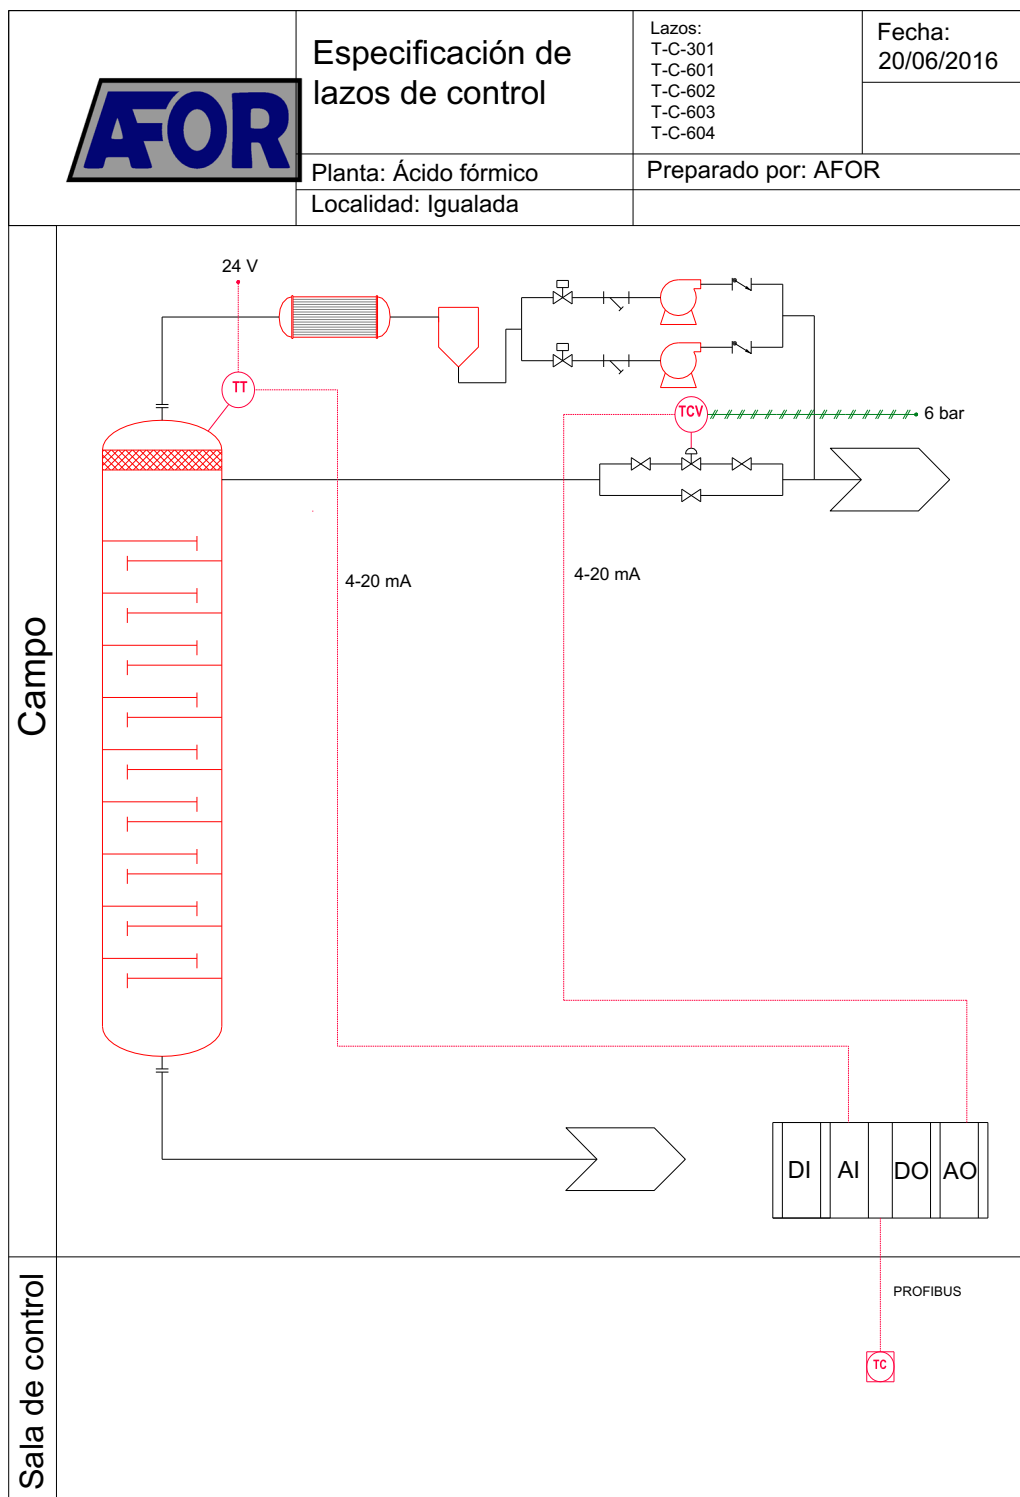 AFOR
Especificación de
lazos de control
Lazos:
T-C-301
T-C-601
T-C-602
T-C-603
T-C-604
Fecha:
20/06/2016
Planta: Ácido fórmico
Preparado por: AFOR
Localidad: Igualada
Campo
24 V
TT
TCV
6 bar
4-20 mA
4-20 mA
DI
AI
DO
AO
Sala de control
PROFIBUS
TC